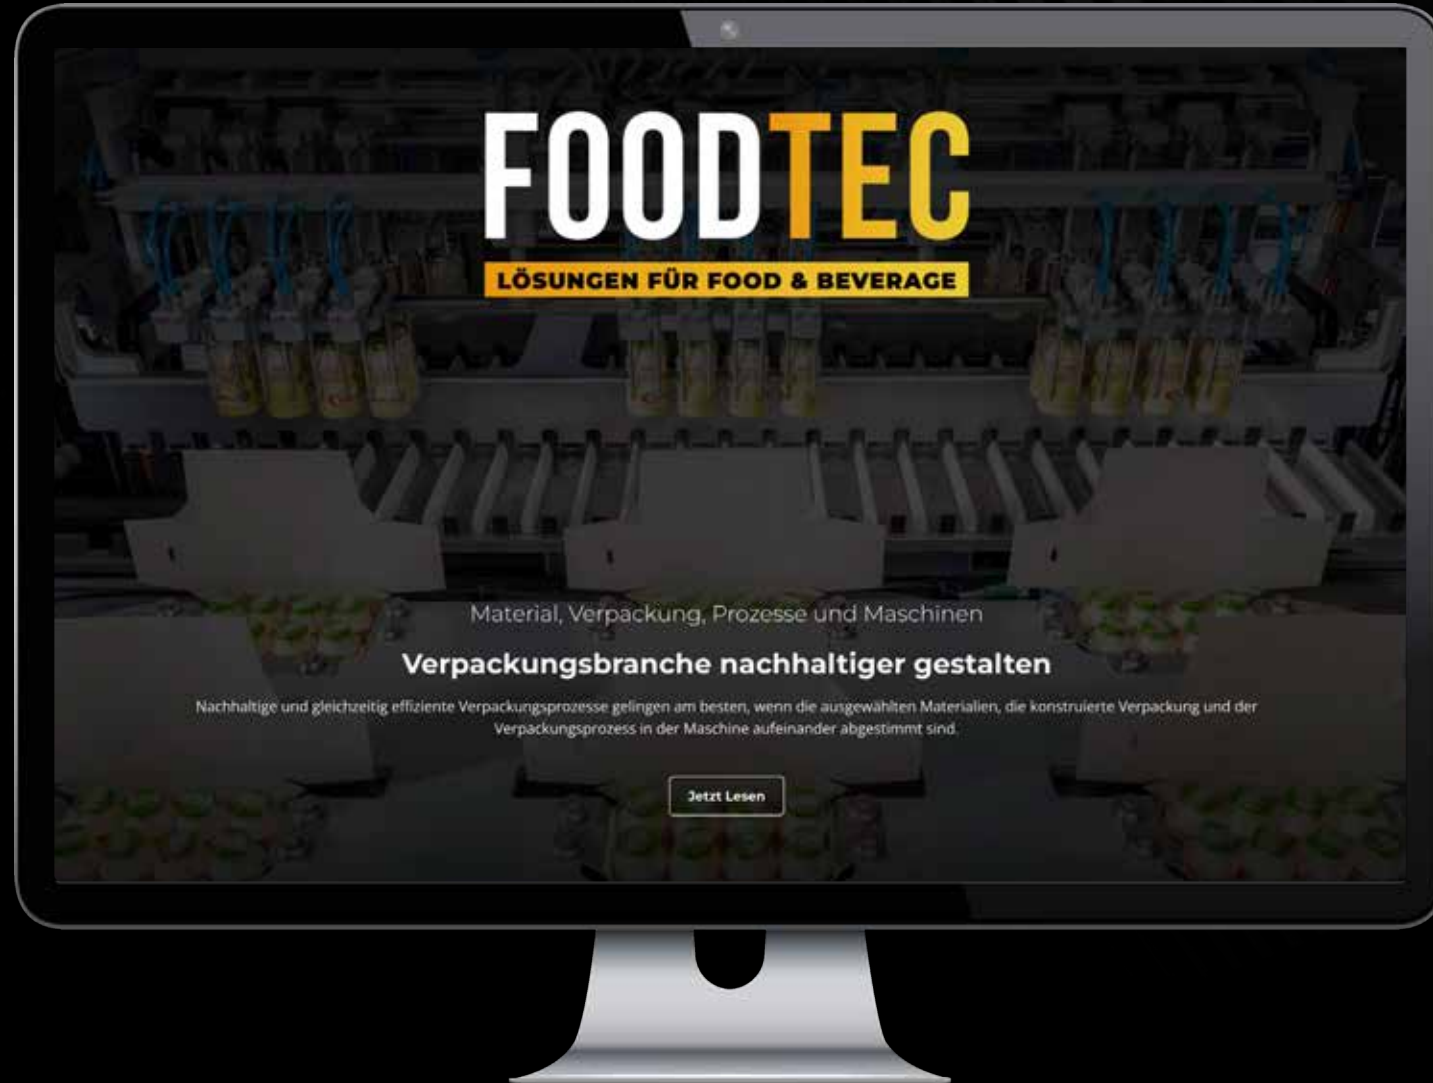 FOODTEC
LÖSUNGEN FÜR FOOD & BEVERAGE
Material, Verpackung, Prozesse und Maschinen
Verpackungsbranche nachhaltiger gestalten
Nachhaltige und gleichzeitig effiziente Verpackungsprozesse gelingen am besten, wenn die ausgewählten Materialien, die konstruierte Verpackung und der
Verpackungsprozess in der Maschine aufeinander abgestimmt sind.
Jetzt Lesen